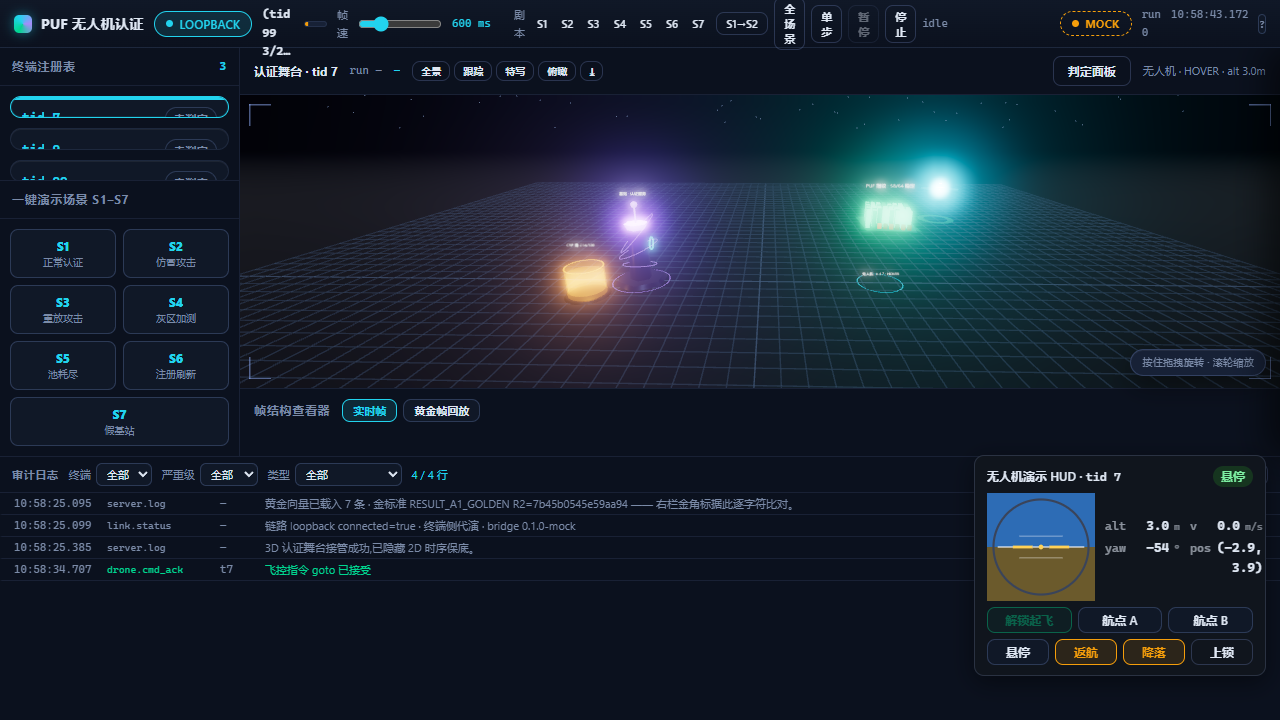 PUF 无人机认证
LOOPBACK
(tid
99
3/2…
帧速
600 ms
剧本
S1 S2 S3 S4 S5 S6 S7
S1→S2
全场景
单步
暂停
停止
idle
MOCK
run 10:58:43.172
0
?
终端注册表 3
tid 7
认证舞台 · tid 7 run — —
全景 跟踪 特写 俯瞰
判定面板
无人机 · HOVER · alt 3.0m
一键演示场景 S1–S7
S1
正常认证
S2
仿冒攻击
S3
重放攻击
S4
灰区加测
S5
池耗尽
S6
注册刷新
S7
假基站
按住拖拽旋转 · 滚轮缩放
帧结构查看器 实时帧 黄金帧回放
审计日志 终端 全部 严重级 全部 类型 全部 4 / 4 行
10:58:25.095 server.log — 黄金向量已载入 7 条 · 金标准 RESULT_A1_GOLDEN R2=7b45b0545e59aa94 —— 右栏金角标据此逐字符比对。
10:58:25.099 link.status — 链路 loopback connected=true · 终端侧代演 · bridge 0.1.0-mock
10:58:25.385 server.log — 3D 认证舞台接管成功,已隐藏 2D 时序保底。
10:58:34.707 drone.cmd_ack t7 飞控指令 goto 已接受
无人机演示 HUD · tid 7 悬停
alt 3.0 m v 0.0 m/s
yaw −54 ° pos (−2.9,
3.9)
解锁起飞 航点 A 航点 B
悬停 返航 降落 上锁